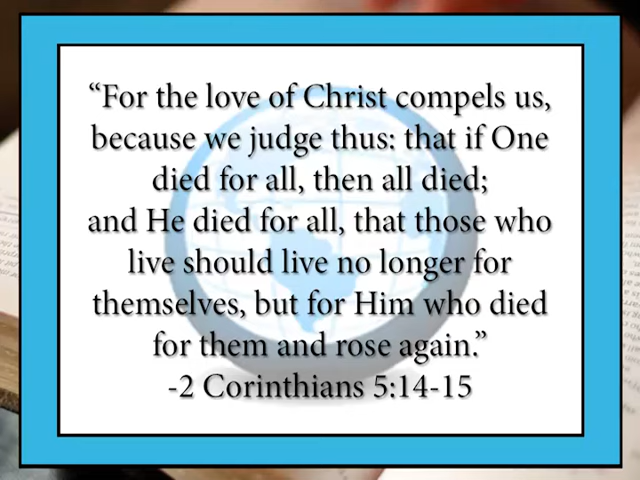 “For the love of Christ compels us,
because we judge thus: that if One
died for all, then all died;
and He died for all, that those who
live should live no longer for
themselves, but for Him who died
for them and rose again.”
-2 Corinthians 5:14-15